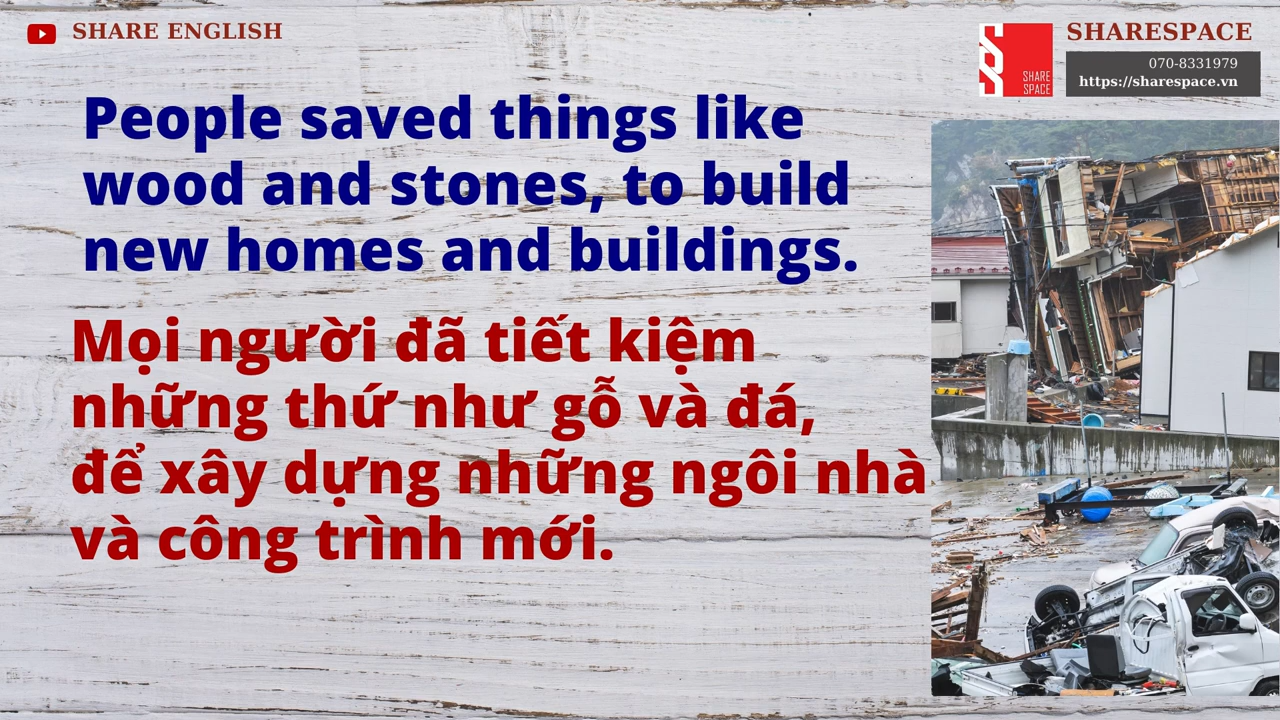 SHARE ENGLISH
SHARESPACE
070-8331979
https://sharespace.vn
SHARE
SPACE
People saved things like
wood and stones, to build
new homes and buildings.
Mọi người đã tiết kiệm
những thứ như gỗ và đá,
để xây dựng những ngôi nhà
và công trình mới.